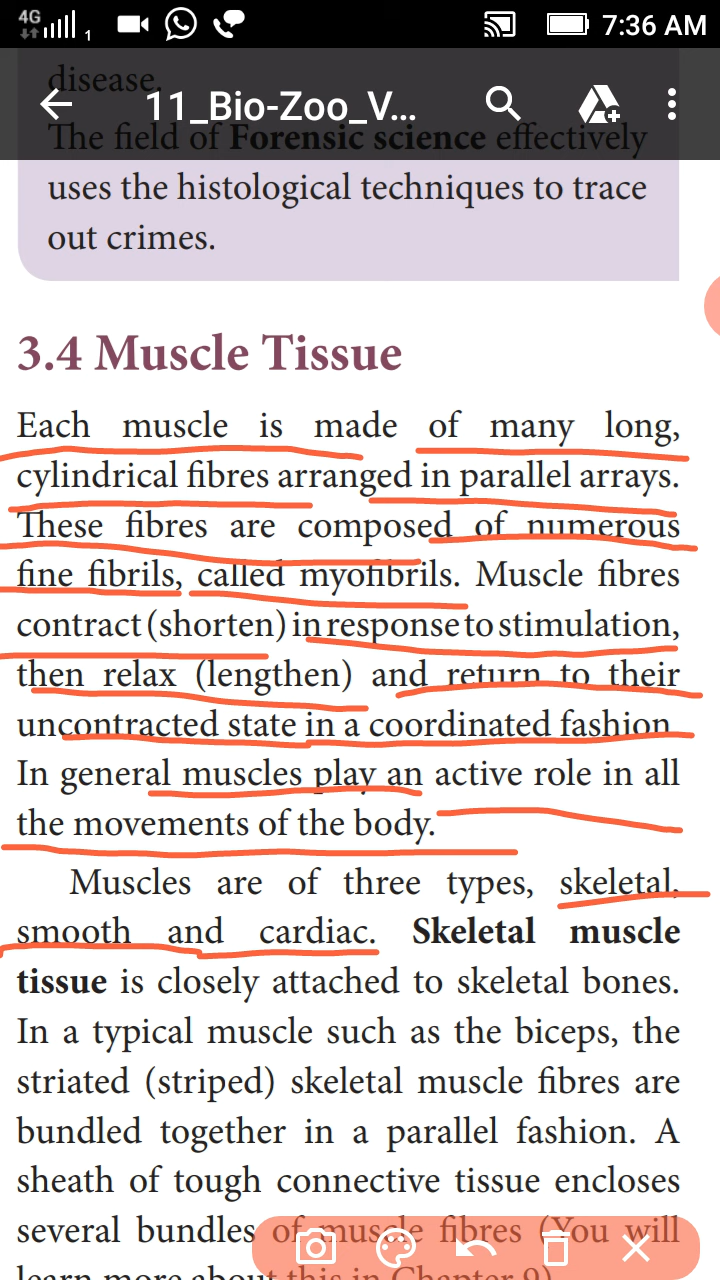 4G 1 7:36 AM
disease.
11_Bio-Zoo_V...
The field of Forensic science effectively
uses the histological techniques to trace
out crimes.
3.4 Muscle Tissue
Each muscle is made of many long,
cylindrical fibres arranged in parallel arrays.
These fibres are composed of numerous
fine fibrils, called myofibrils. Muscle fibres
contract (shorten) in response to stimulation,
then relax (lengthen) and return to their
uncontracted state in a coordinated fashion.
In general muscles play an active role in all
the movements of the body.
Muscles are of three types, skeletal,
smooth and cardiac. Skeletal muscle
tissue is closely attached to skeletal bones.
In a typical muscle such as the biceps, the
striated (striped) skeletal muscle fibres are
bundled together in a parallel fashion. A
sheath of tough connective tissue encloses
several bundles of muscle fibres (You will
learn more about this in Chapter 9)